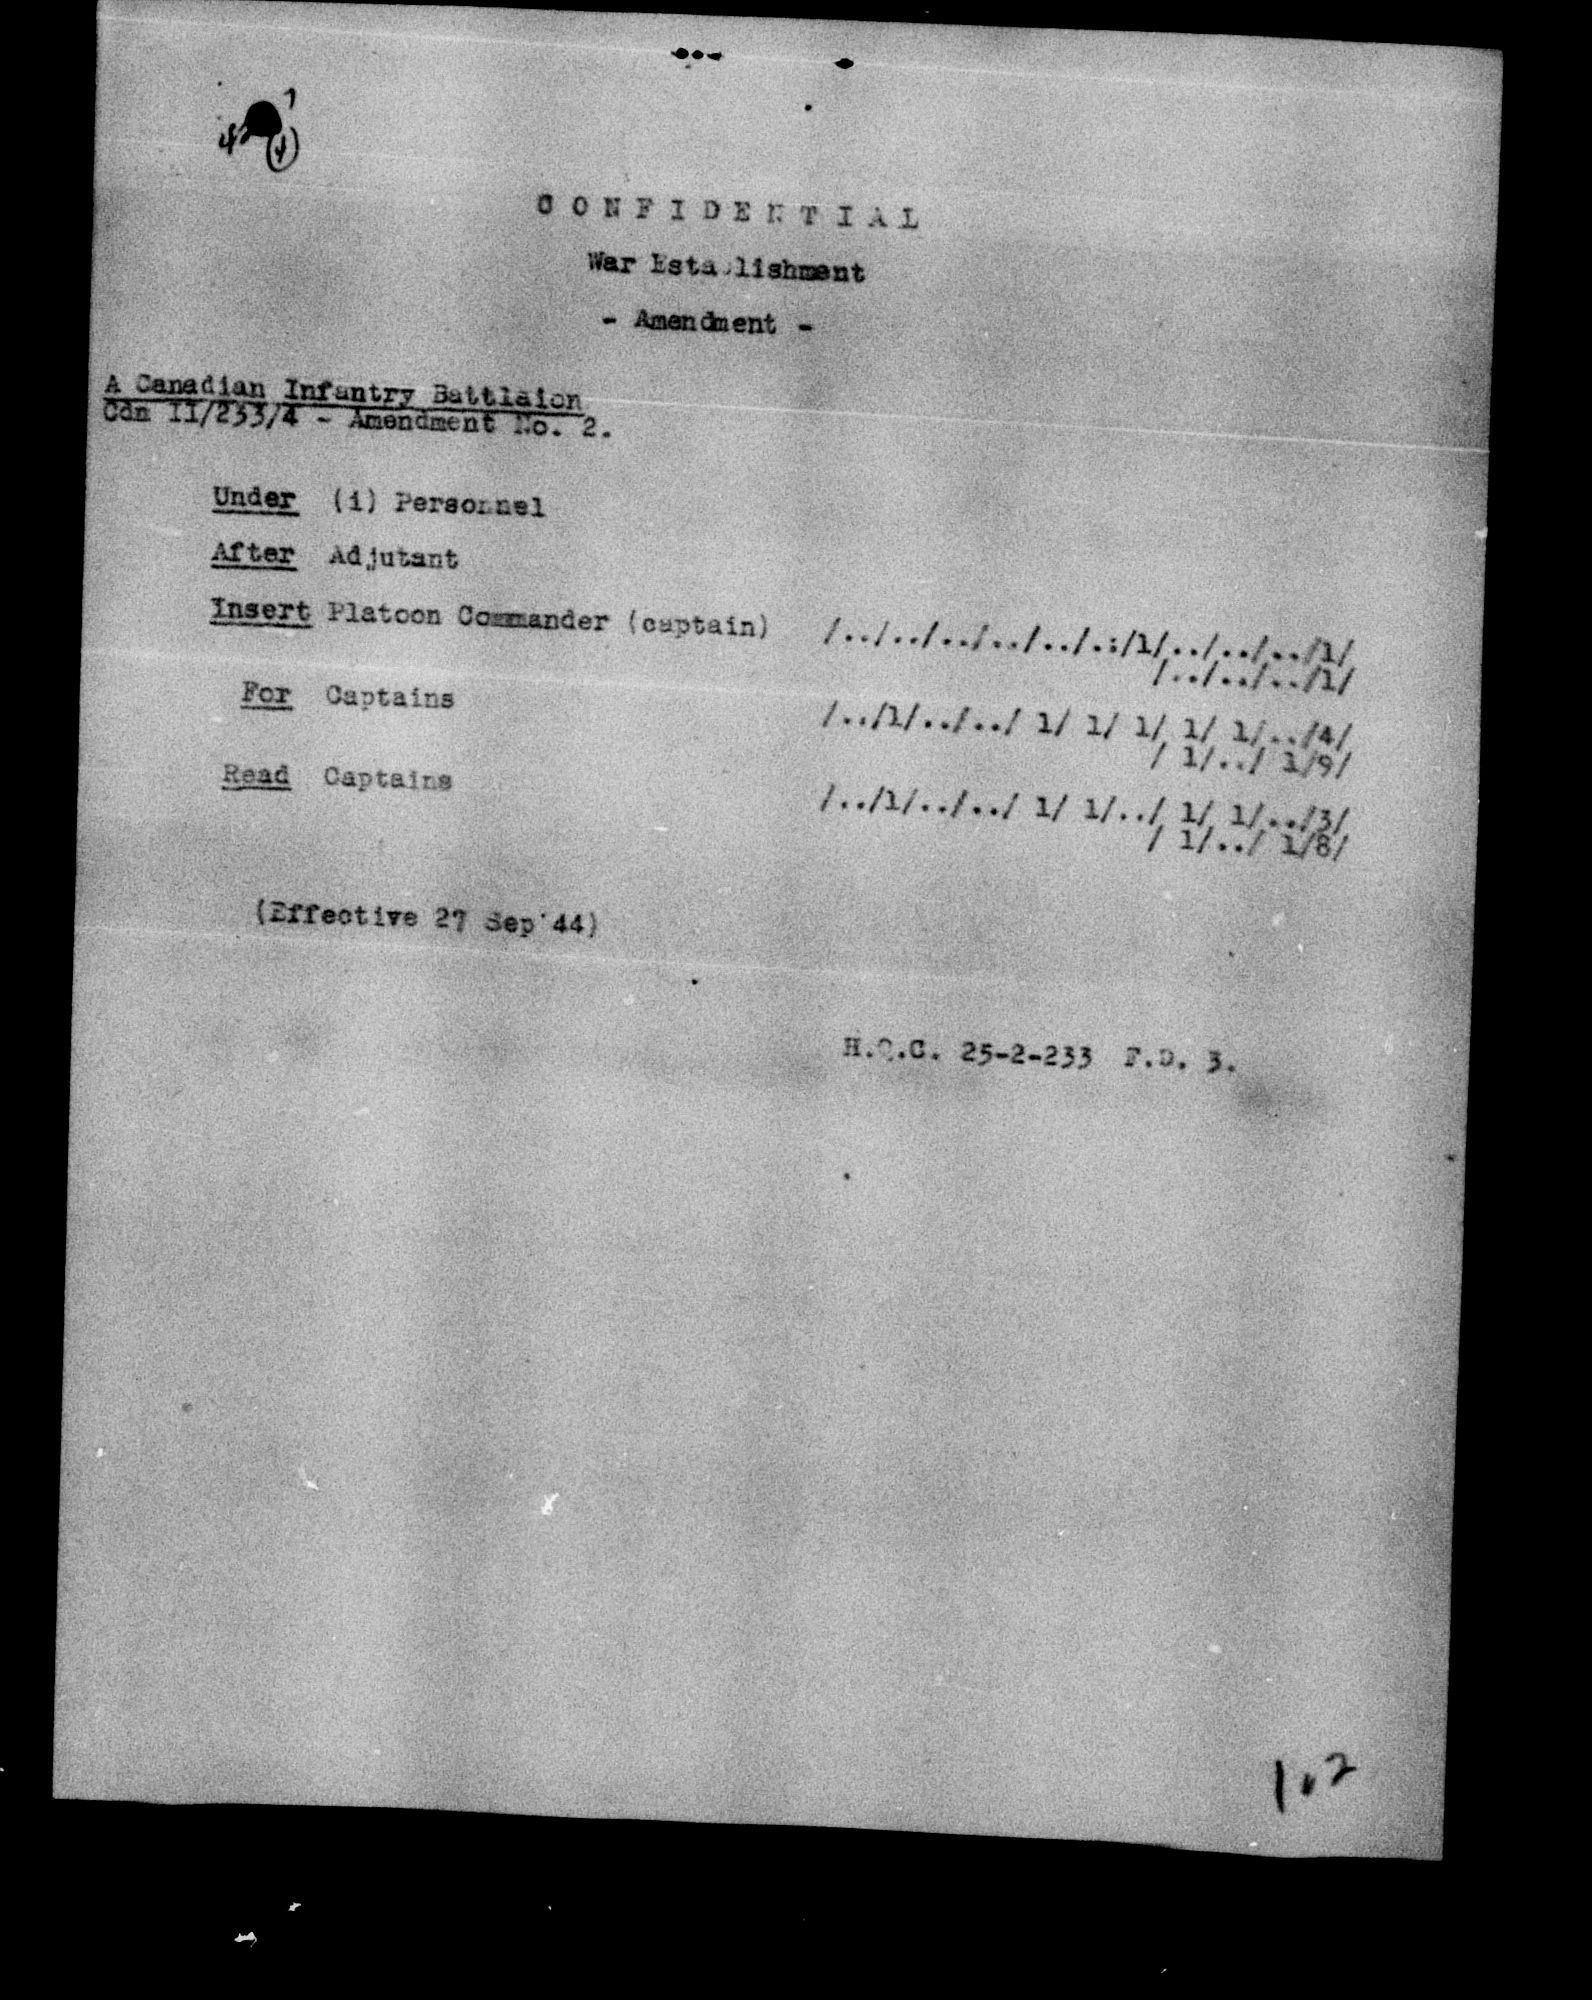 C O N F I D E N T I A L
War Establishment
- Amendment -
A Canadian Infantry Battlaion
Cdn II/233/4 - Amendment No. 2.
Under (i) Personnel
After Adjutant
Insert Platoon Commander (captain) /../../../../../.:/1/../../../1/
/../../../1/
For Captains /../1/../../ 1/ 1/ 1/ 1/ 1/../4/
/ 1/../ 1/9/
Read Captains /../1/../../ 1/ 1/../ 1/ 1/../3/
/ 1/../ 1/8/
(Effective 27 Sep'44)
H.Q.C. 25-2-233 F.D. 3.